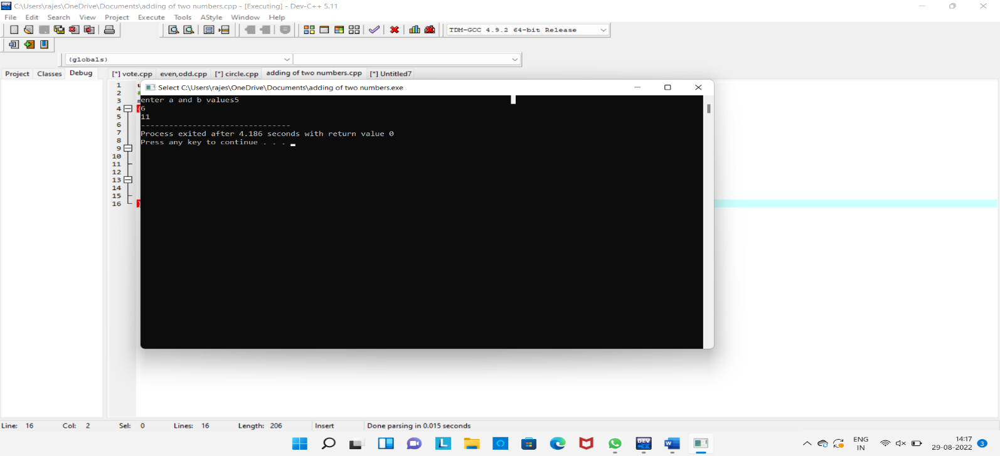 C:\Users\rajes\OneDrive\Documents\adding of two numbers.cpp - [Executing] - Dev-C++ 5.11
File Edit Search View Project Execute Tools AStyle Window Help
TDM-GCC 4.9.2 64-bit Release
(globals)
Project Classes Debug [*] vote.cpp even,odd.cpp [*] circle.cpp adding of two numbers.cpp [*] Untitled7
Select C:\Users\rajes\OneDrive\Documents\adding of two numbers.exe
1
2
3
4
5
6
7
8
9
10
11
12
13
14
15
16
enter a and b values5
6
11
--------------------------------
Process exited after 4.186 seconds with return value 0
Press any key to continue . . .
Line: 16 Col: 2 Sel: 0 Lines: 16 Length: 206 Insert Done parsing in 0.015 seconds
L DEV W
ENG
IN
14:17
29-08-2022
3